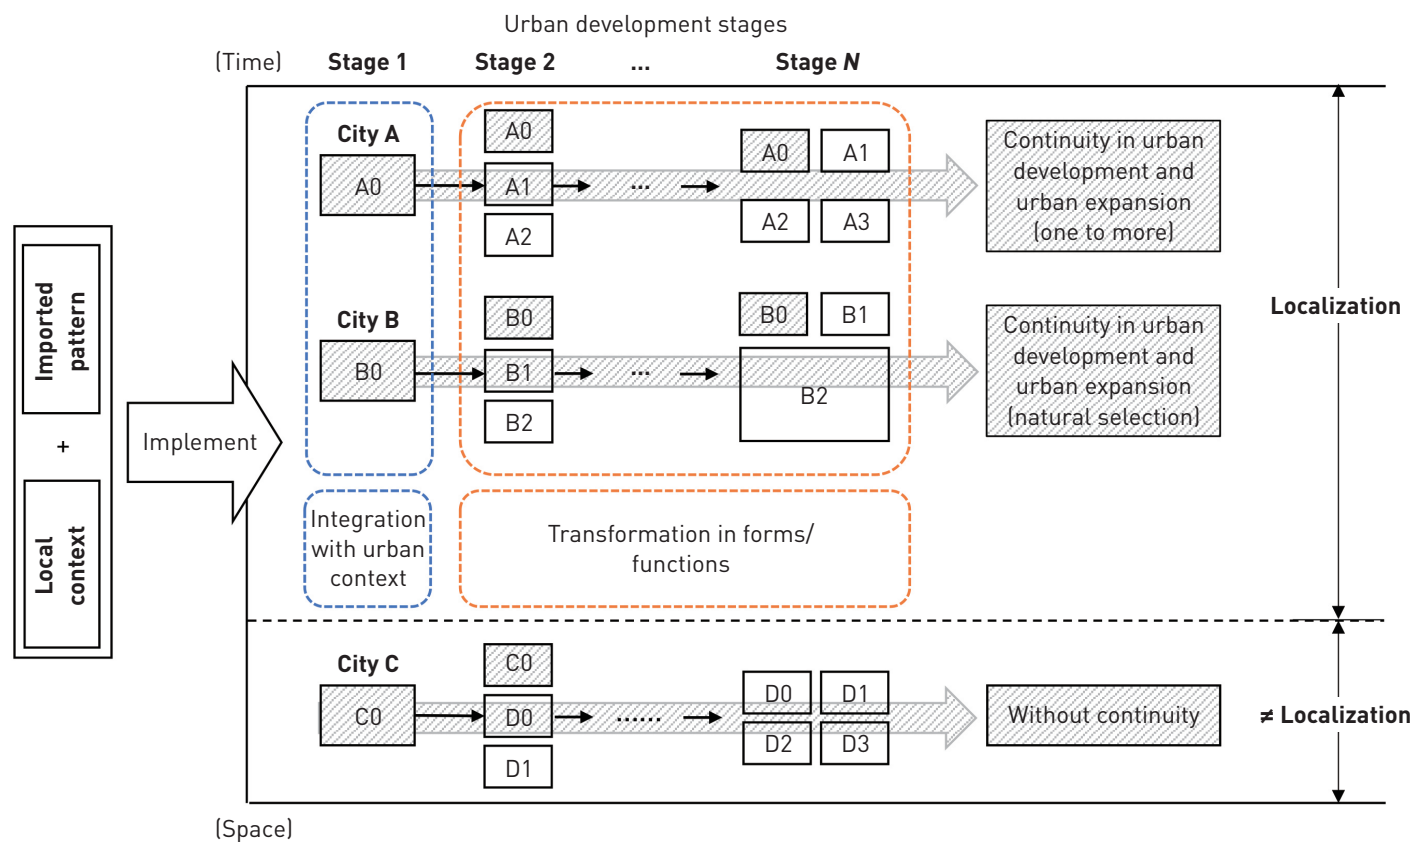 Urban development stages
(Time) Stage 1 Stage 2 ... Stage N
City A
A0
A0
A1
A2
...
A0
A1
A2
A3
Continuity in urban
development and
urban expansion
(one to more)
City B
B0
B0
B1
B2
...
B0
B1
B2
Continuity in urban
development and
urban expansion
(natural selection)
Localization
Imported
pattern
+
Local
context
Implement
Integration
with urban
context
Transformation in forms/
functions
City C
C0
C0
D0
D1
......
D0
D1
D2
D3
Without continuity
≠ Localization
(Space)